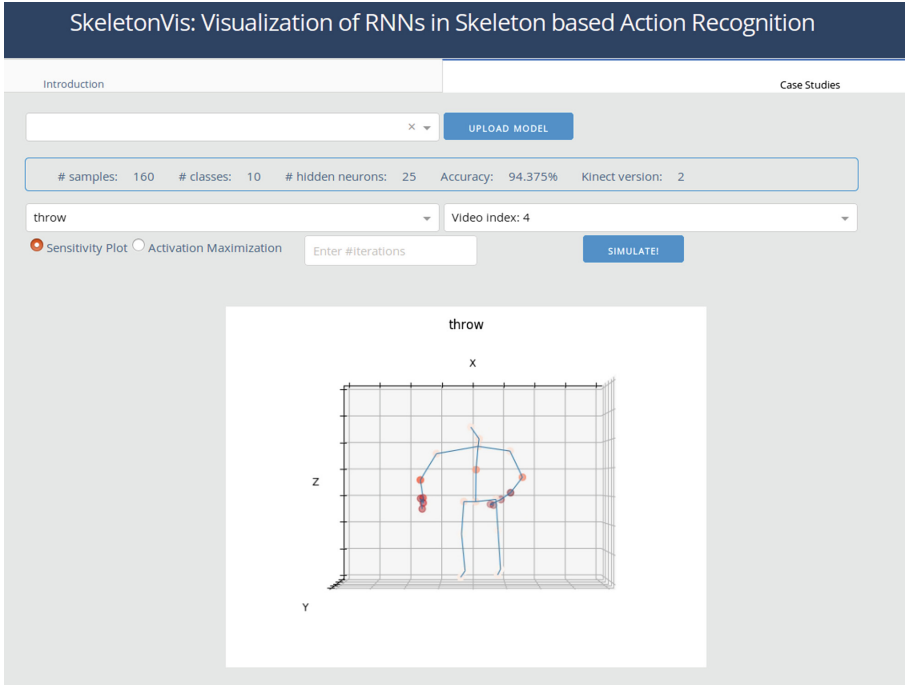 SkeletonVis: Visualization of RNNs in Skeleton based Action Recognition
Introduction
Case Studies
× UPLOAD MODEL
# samples: 160 # classes: 10 # hidden neurons: 25 Accuracy: 94.375% Kinect version: 2
throw Video index: 4
Sensitivity Plot Activation Maximization Enter #iterations SIMULATE!
throw
X
Z
Y